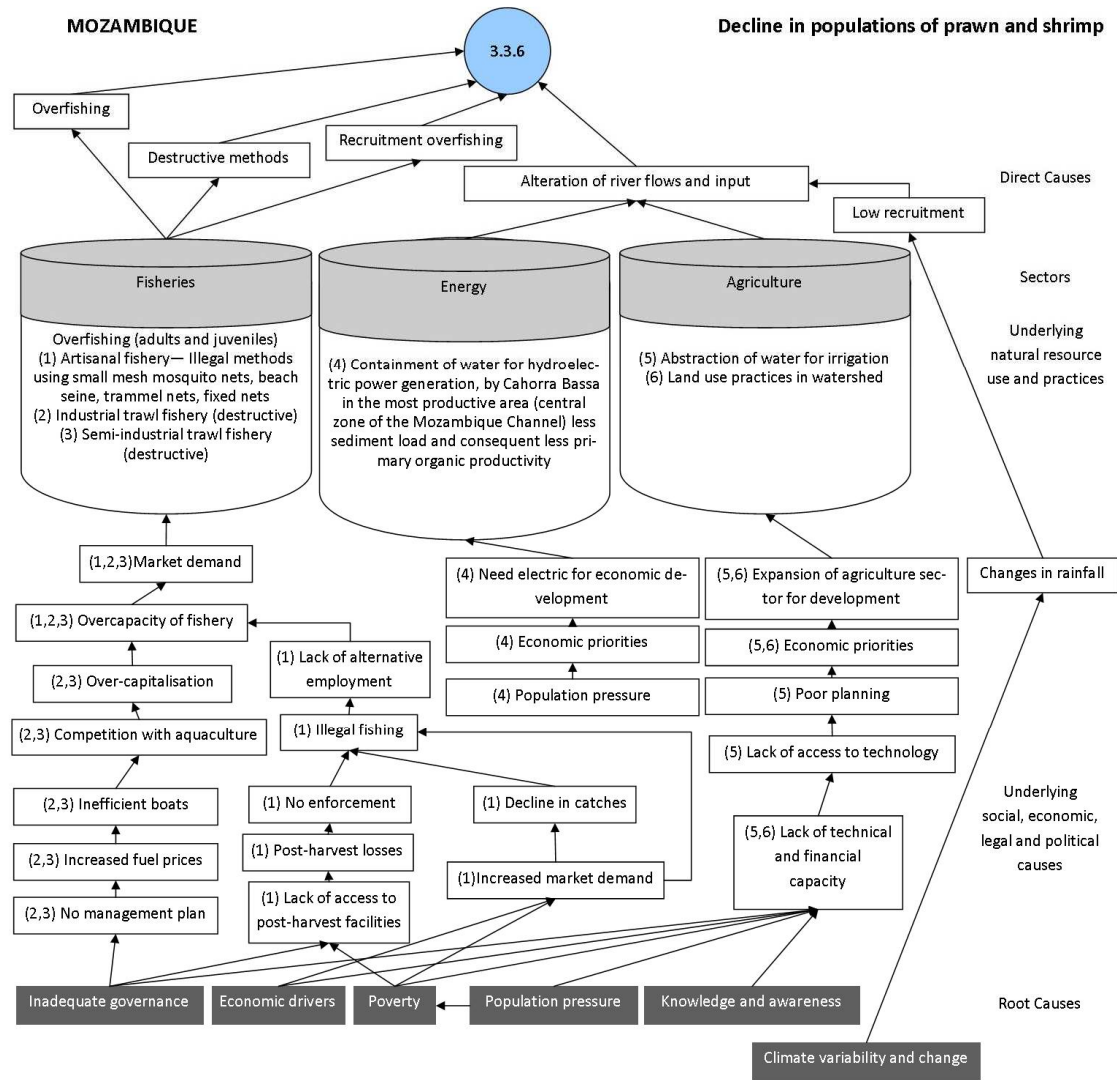 MOZAMBIQUE
Decline in populations of prawn and shrimp
3.3.6
Overfishing
Destructive methods
Recruitment overfishing
Alteration of river flows and input
Direct Causes
Low recruitment
Fisheries
Energy
Agriculture
Sectors
Overfishing (adults and juveniles)
(1) Artisanal fishery— Illegal methods
using small mesh mosquito nets, beach
seine, trammel nets, fixed nets
(2) Industrial trawl fishery (destructive)
(3) Semi-industrial trawl fishery
(destructive)
(4) Containment of water for hydroelect-
ric power generation, by Cahorra Bassa
in the most productive area (central
zone of the Mozambique Channel) less
sediment load and consequent less pri-
mary organic productivity
(5) Abstraction of water for irrigation
(6) Land use practices in watershed
Underlying
natural resource
use and practices
(1,2,3)Market demand
(1,2,3) Overcapacity of fishery
(2,3) Over-capitalisation
(2,3) Competition with aquaculture
(2,3) Inefficient boats
(2,3) Increased fuel prices
(2,3) No management plan
(1) Lack of alternative
employment
(1) Illegal fishing
(1) No enforcement
(1) Post-harvest losses
(1) Lack of access to
post-harvest facilities
(1) Decline in catches
(1)Increased market demand
(4) Need electric for economic de-
velopment
(4) Economic priorities
(4) Population pressure
(5,6) Expansion of agriculture sec-
tor for development
(5,6) Economic priorities
(5) Poor planning
(5) Lack of access to technology
(5,6) Lack of technical
and financial
capacity
Changes in rainfall
Underlying
social, economic,
legal and political
causes
Inadequate governance
Economic drivers
Poverty
Population pressure
Knowledge and awareness
Root Causes
Climate variability and change